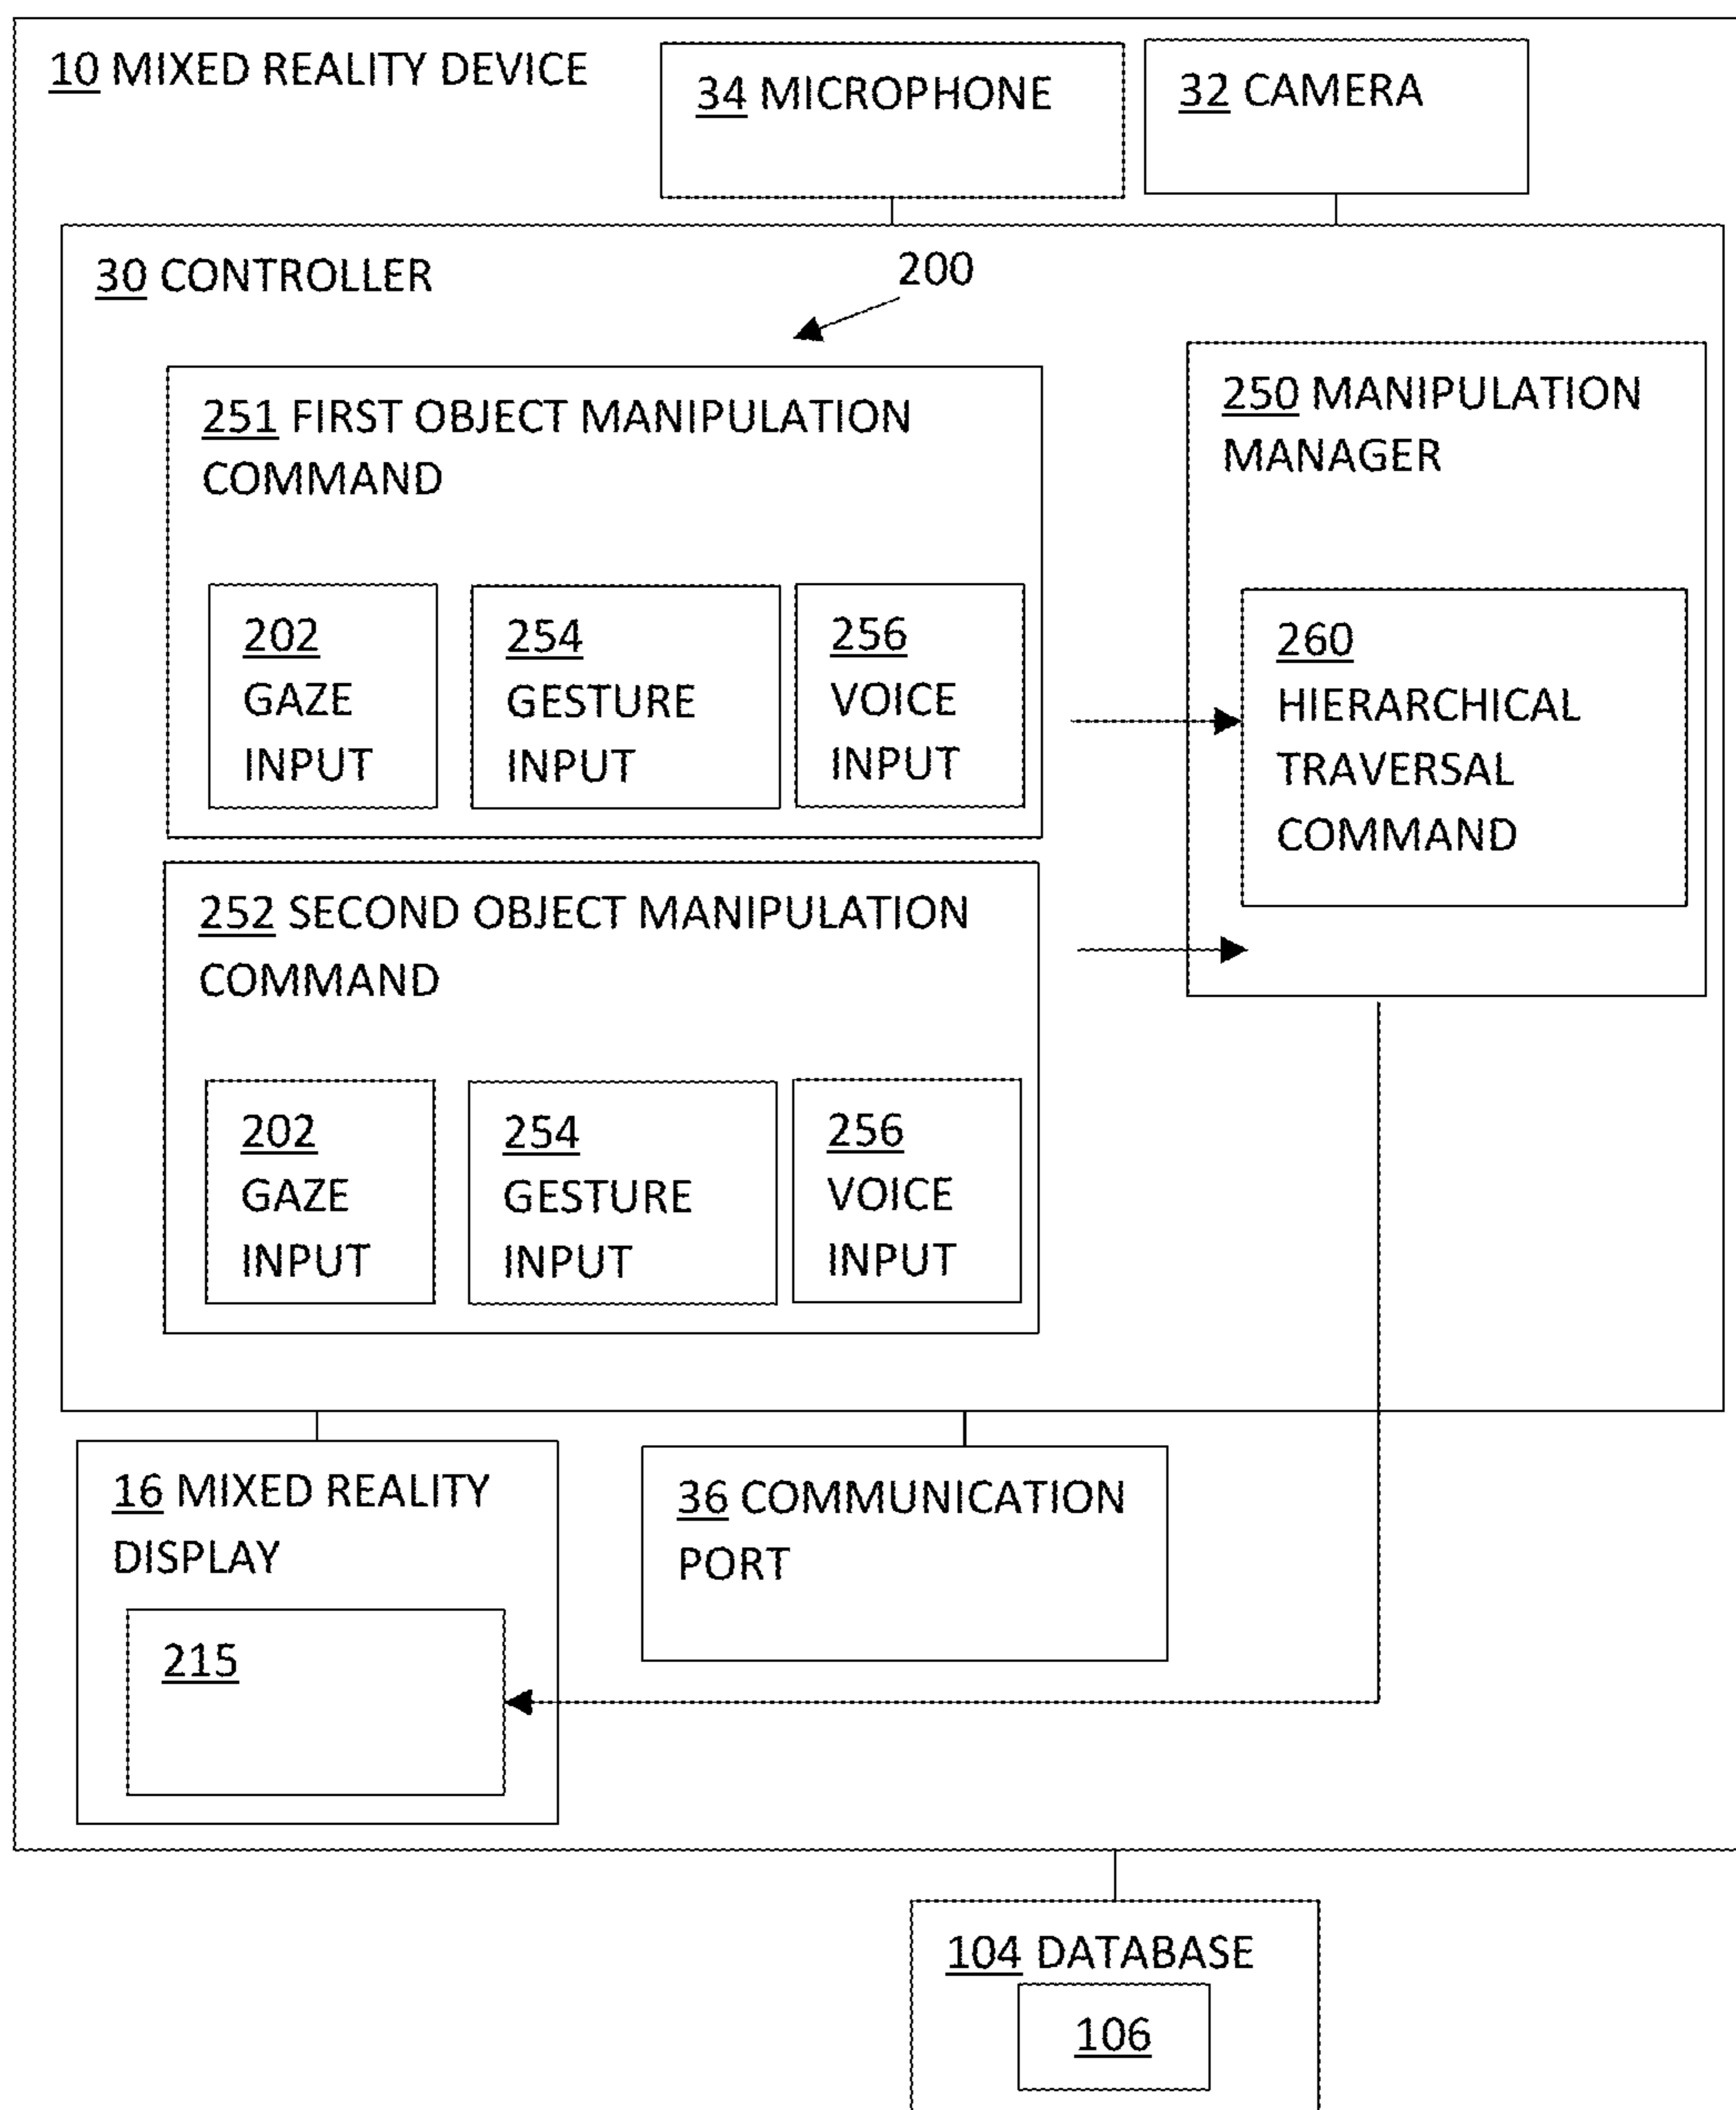 10 MIXED REALITY DEVICE
34 MICROPHONE
32 CAMERA
30 CONTROLLER
200
251 FIRST OBJECT MANIPULATION
COMMAND
202
GAZE
INPUT
254
GESTURE
INPUT
256
VOICE
INPUT
250 MANIPULATION
MANAGER
260
HIERARCHICAL
TRAVERSAL
COMMAND
252 SECOND OBJECT MANIPULATION
COMMAND
202
GAZE
INPUT
254
GESTURE
INPUT
256
VOICE
INPUT
16 MIXED REALITY
DISPLAY
215
36 COMMUNICATION
PORT
104 DATABASE
106